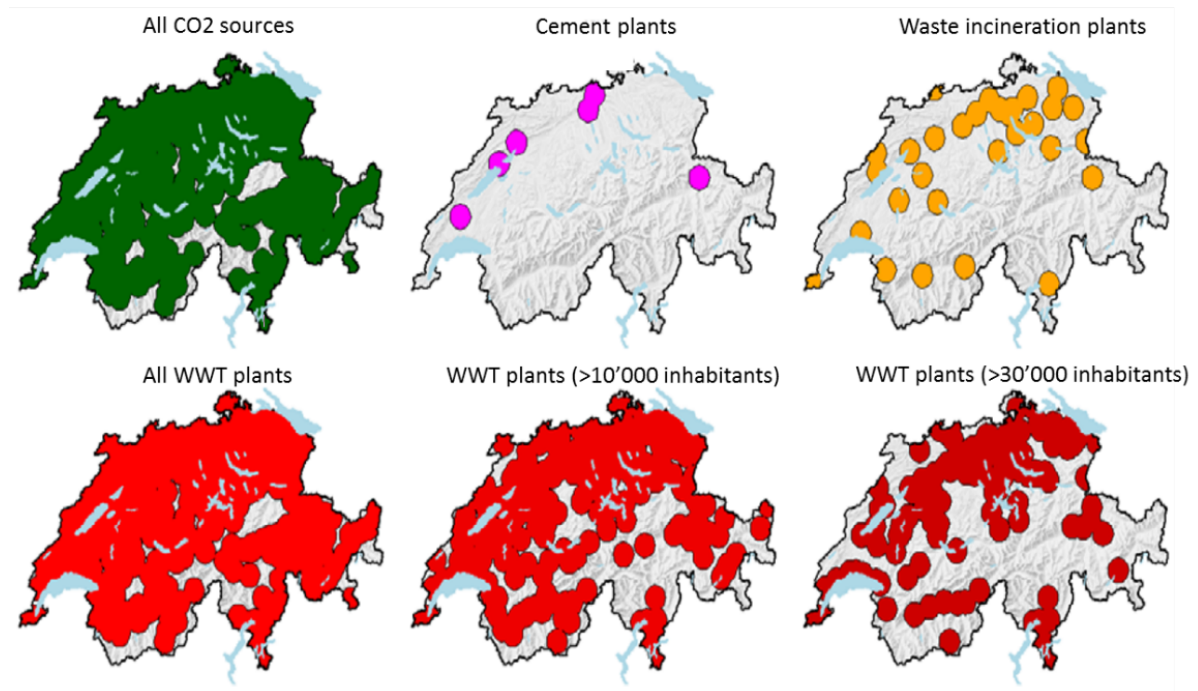 All CO2 sources
Cement plants
Waste incineration plants
All WWT plants
WWT plants (>10’000 inhabitants)
WWT plants (>30’000 inhabitants)